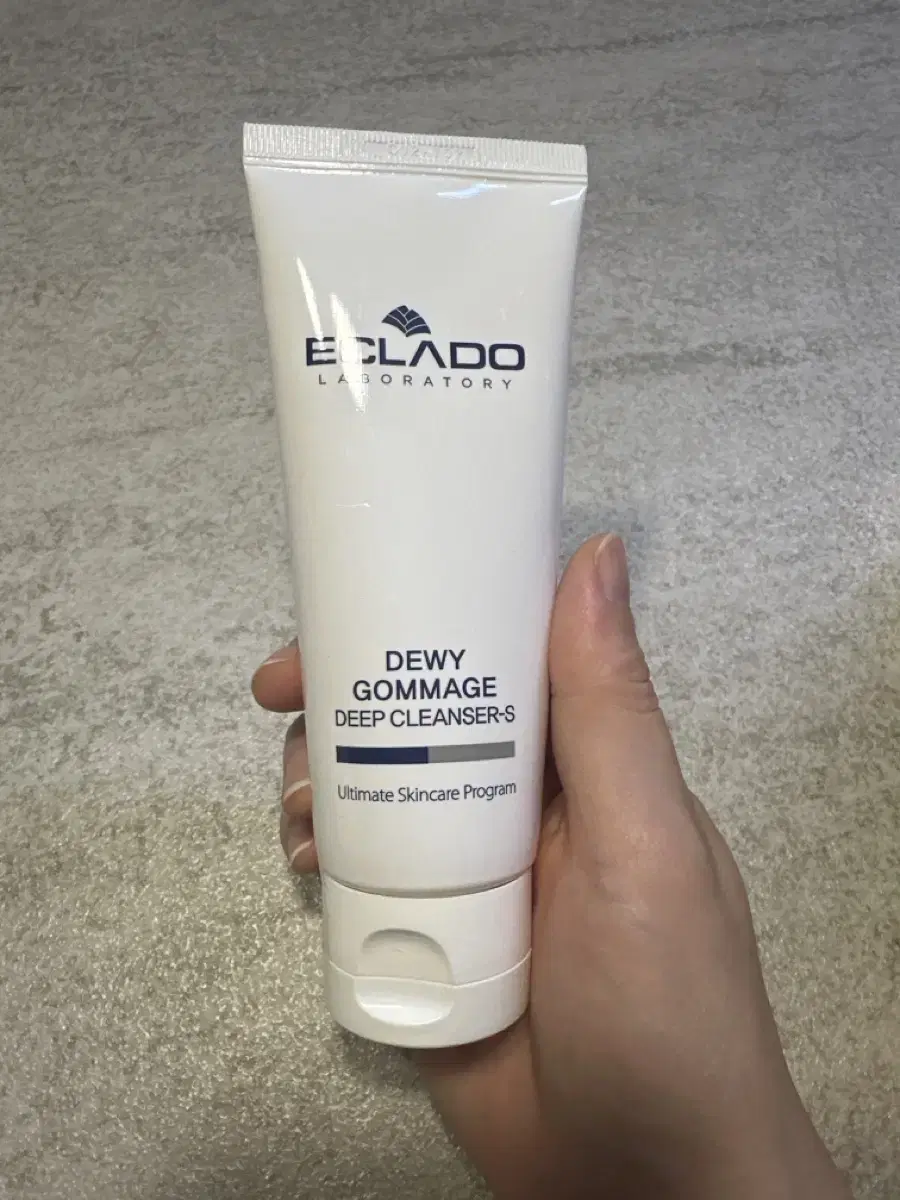 ECLADO
LABORATORY
DEWY
GOMMAGE
DEEP CLEANSER-S
Ultimate Skincare Program